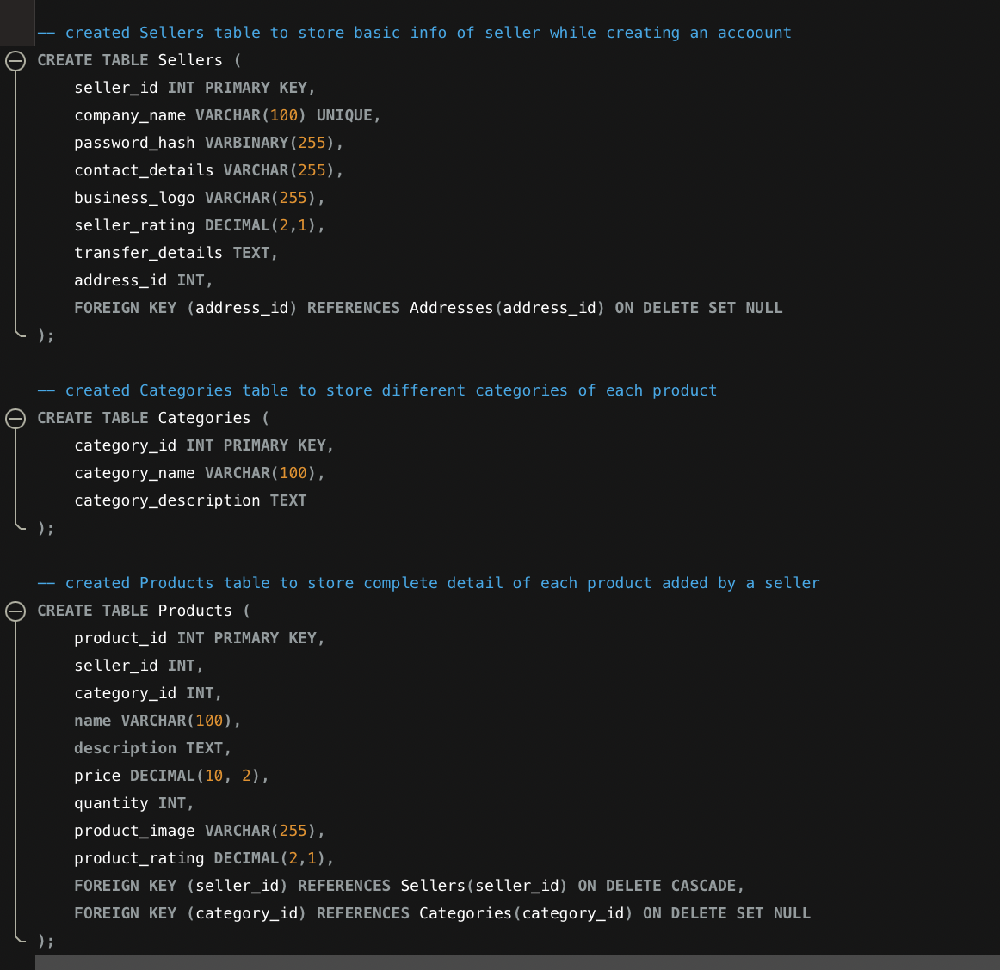 -- created Sellers table to store basic info of seller while creating an accoount
CREATE TABLE Sellers (
    seller_id INT PRIMARY KEY,
    company_name VARCHAR(100) UNIQUE,
    password_hash VARBINARY(255),
    contact_details VARCHAR(255),
    business_logo VARCHAR(255),
    seller_rating DECIMAL(2,1),
    transfer_details TEXT,
    address_id INT,
    FOREIGN KEY (address_id) REFERENCES Addresses(address_id) ON DELETE SET NULL
);

-- created Categories table to store different categories of each product
CREATE TABLE Categories (
    category_id INT PRIMARY KEY,
    category_name VARCHAR(100),
    category_description TEXT
);

-- created Products table to store complete detail of each product added by a seller
CREATE TABLE Products (
    product_id INT PRIMARY KEY,
    seller_id INT,
    category_id INT,
    name VARCHAR(100),
    description TEXT,
    price DECIMAL(10, 2),
    quantity INT,
    product_image VARCHAR(255),
    product_rating DECIMAL(2,1),
    FOREIGN KEY (seller_id) REFERENCES Sellers(seller_id) ON DELETE CASCADE,
    FOREIGN KEY (category_id) REFERENCES Categories(category_id) ON DELETE SET NULL
);